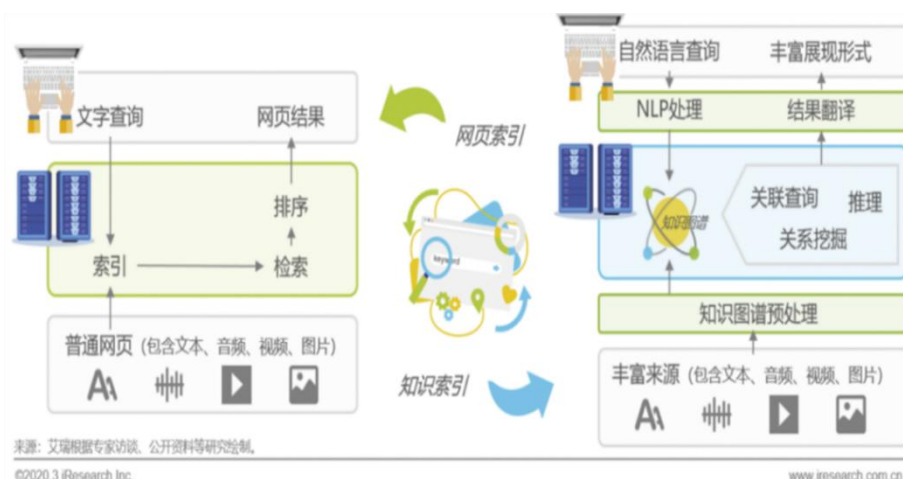 文字查询
网页结果
排序
索引
检索
普通网页 (包含文本、音频、视频、图片)
网页索引
keyword
知识索引
自然语言查询
丰富展现形式
NLP处理
结果翻译
知识图谱
关联查询
推理
关系挖掘
知识图谱预处理
丰富来源 (包含文本、音频、视频、图片)
来源：艾瑞根据专家访谈、公开资料等研究绘制。
©2020.3 iResearch Inc.
www.iresearch.com.cn